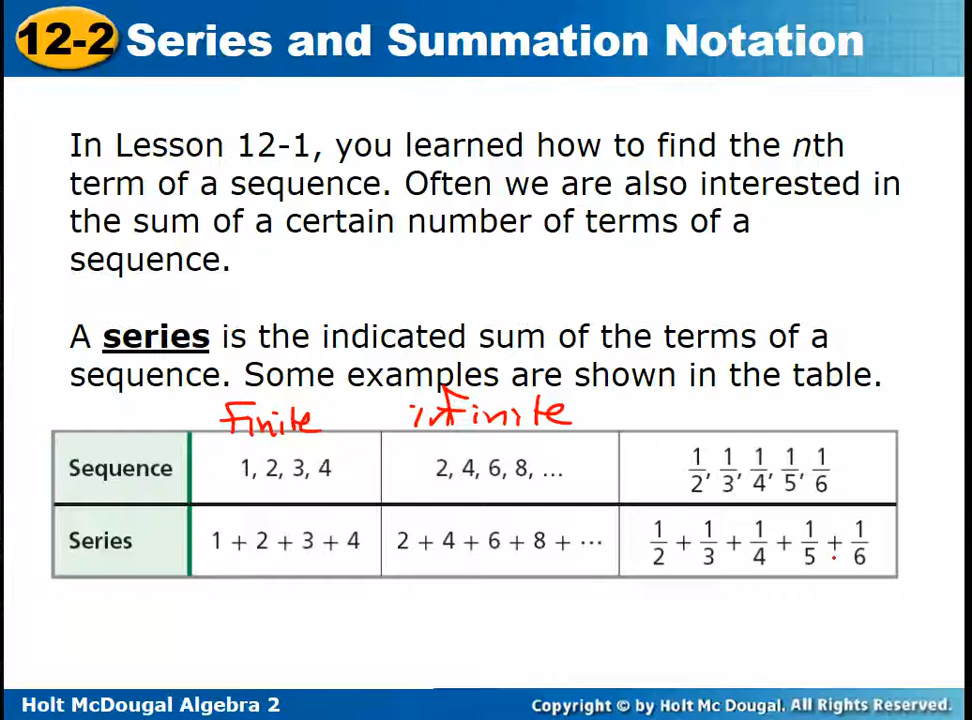 12-2 Series and Summation Notation
In Lesson 12-1, you learned how to find the nth
term of a sequence. Often we are also interested in
the sum of a certain number of terms of a
sequence.
A series is the indicated sum of the terms of a
sequence. Some examples are shown in the table.
Finite infinite
Sequence 1, 2, 3, 4 2, 4, 6, 8, … 1/2, 1/3, 1/4, 1/5, 1/6
Series 1 + 2 + 3 + 4 2 + 4 + 6 + 8 + ⋯ 1/2 + 1/3 + 1/4 + 1/5 + 1/6
Holt McDougal Algebra 2 Copyright © by Holt Mc Dougal. All Rights Reserved.